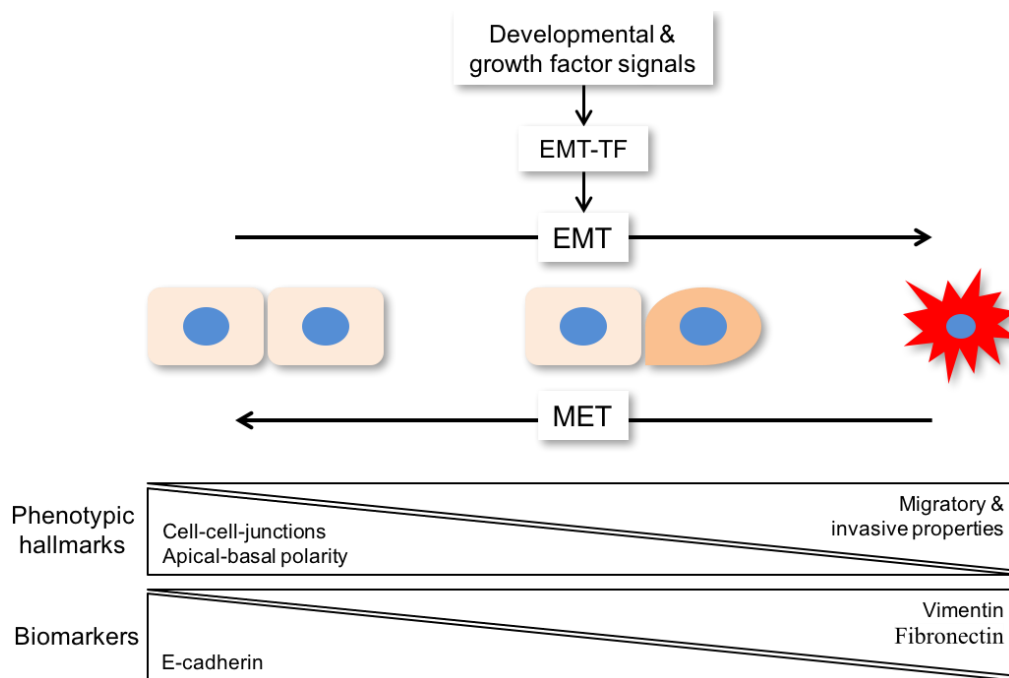 Developmental &
growth factor signals
EMT-TF
EMT
MET
Phenotypic
hallmarks
Cell-cell-junctions
Apical-basal polarity
Migratory &
invasive properties
Biomarkers
E-cadherin
Vimentin
Fibronectin